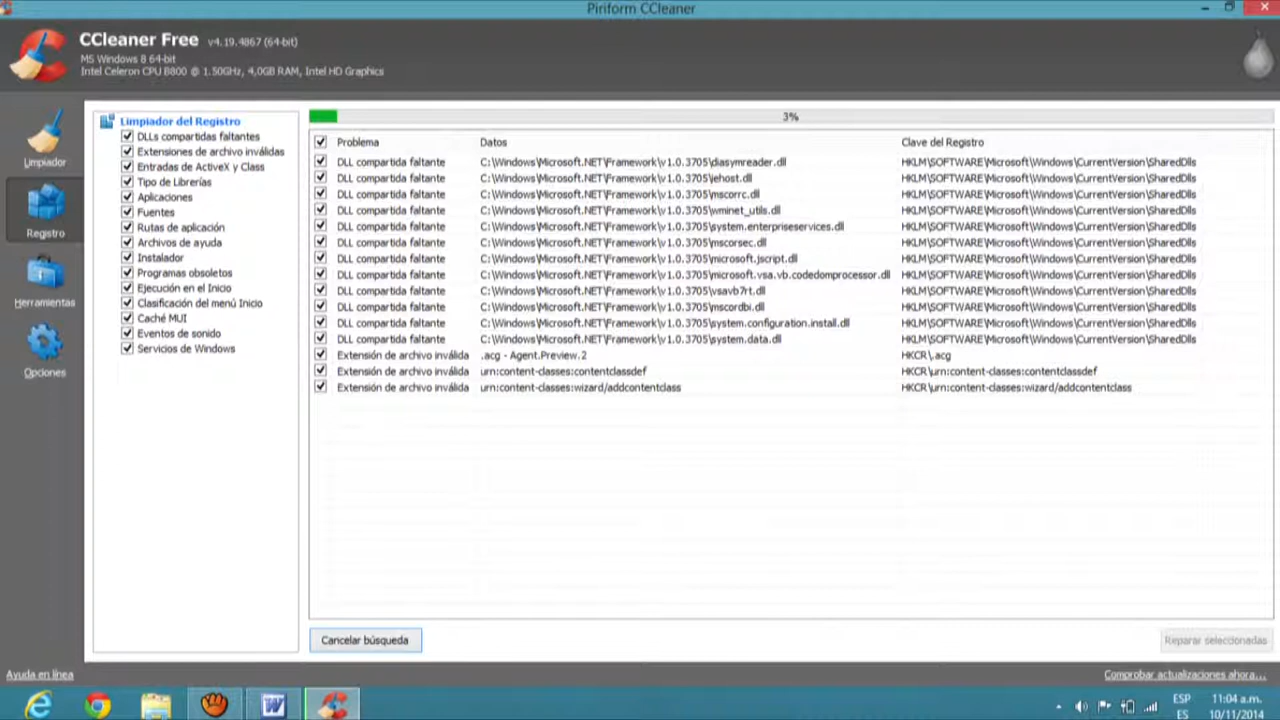 Piriform CCleaner
CCleaner Free v4.19.4867 (64-bit)
MS Windows 8 64-bit
Intel Celeron CPU B800 @ 1.50GHz, 4,0GB RAM, Intel HD Graphics
Limpiador
Registro
Herramientas
Opciones
Limpiador del Registro
DLLs compartidas faltantes
Extensiones de archivo inválidas
Entradas de ActiveX y Class
Tipo de Librerías
Aplicaciones
Fuentes
Rutas de aplicación
Archivos de ayuda
Instalador
Programas obsoletos
Ejecución en el Inicio
Clasificación del menú Inicio
Caché MUI
Eventos de sonido
Servicios de Windows
3%
Problema Datos Clave del Registro
DLL compartida faltante C:\Windows\Microsoft.NET\Framework\v1.0.3705\diasymreader.dll HKLM\SOFTWARE\Microsoft\Windows\CurrentVersion\SharedDlls
DLL compartida faltante C:\Windows\Microsoft.NET\Framework\v1.0.3705\iehost.dll HKLM\SOFTWARE\Microsoft\Windows\CurrentVersion\SharedDlls
DLL compartida faltante C:\Windows\Microsoft.NET\Framework\v1.0.3705\mscorrc.dll HKLM\SOFTWARE\Microsoft\Windows\CurrentVersion\SharedDlls
DLL compartida faltante C:\Windows\Microsoft.NET\Framework\v1.0.3705\wminet_utils.dll HKLM\SOFTWARE\Microsoft\Windows\CurrentVersion\SharedDlls
DLL compartida faltante C:\Windows\Microsoft.NET\Framework\v1.0.3705\system.enterpriseservices.dll HKLM\SOFTWARE\Microsoft\Windows\CurrentVersion\SharedDlls
DLL compartida faltante C:\Windows\Microsoft.NET\Framework\v1.0.3705\mscorsec.dll HKLM\SOFTWARE\Microsoft\Windows\CurrentVersion\SharedDlls
DLL compartida faltante C:\Windows\Microsoft.NET\Framework\v1.0.3705\microsoft.jscript.dll HKLM\SOFTWARE\Microsoft\Windows\CurrentVersion\SharedDlls
DLL compartida faltante C:\Windows\Microsoft.NET\Framework\v1.0.3705\microsoft.vsa.vb.codedomprocessor.dll HKLM\SOFTWARE\Microsoft\Windows\CurrentVersion\SharedDlls
DLL compartida faltante C:\Windows\Microsoft.NET\Framework\v1.0.3705\vsavb7rt.dll HKLM\SOFTWARE\Microsoft\Windows\CurrentVersion\SharedDlls
DLL compartida faltante C:\Windows\Microsoft.NET\Framework\v1.0.3705\mscordbi.dll HKLM\SOFTWARE\Microsoft\Windows\CurrentVersion\SharedDlls
DLL compartida faltante C:\Windows\Microsoft.NET\Framework\v1.0.3705\system.configuration.install.dll HKLM\SOFTWARE\Microsoft\Windows\CurrentVersion\SharedDlls
DLL compartida faltante C:\Windows\Microsoft.NET\Framework\v1.0.3705\system.data.dll HKLM\SOFTWARE\Microsoft\Windows\CurrentVersion\SharedDlls
Extensión de archivo inválida .acg - Agent.Preview.2 HKCR\.acg
Extensión de archivo inválida urn:content-classes:contentclassdef HKCR\urn:content-classes:contentclassdef
Extensión de archivo inválida urn:content-classes:wizard/addcontentclass HKCR\urn:content-classes:wizard/addcontentclass
Cancelar búsqueda
Reparar seleccionadas
Ayuda en línea
Comprobar actualizaciones ahora...
ESP 11:04 a.m.
ES 10/11/2014